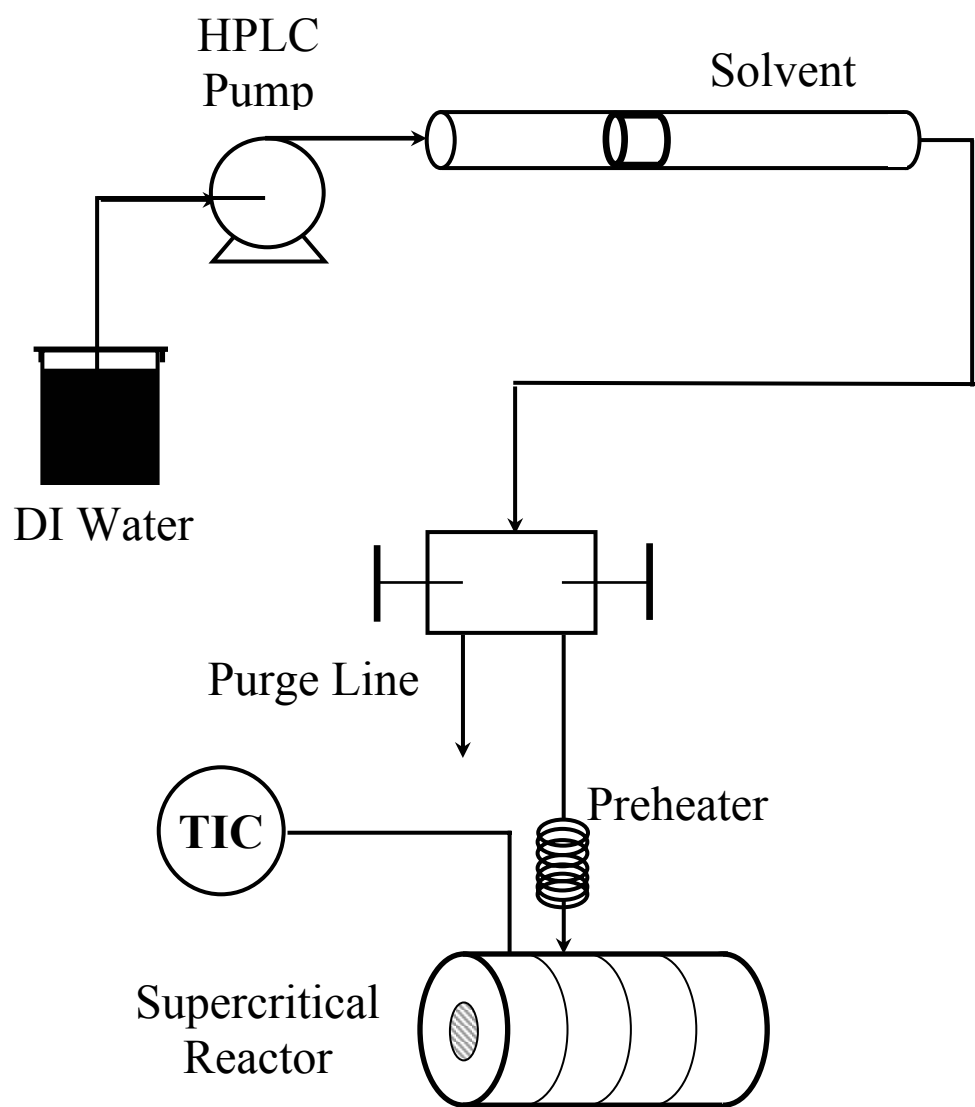 HPLC
Pump
Solvent
DI Water
Purge Line
Preheater
TIC
Supercritical
Reactor